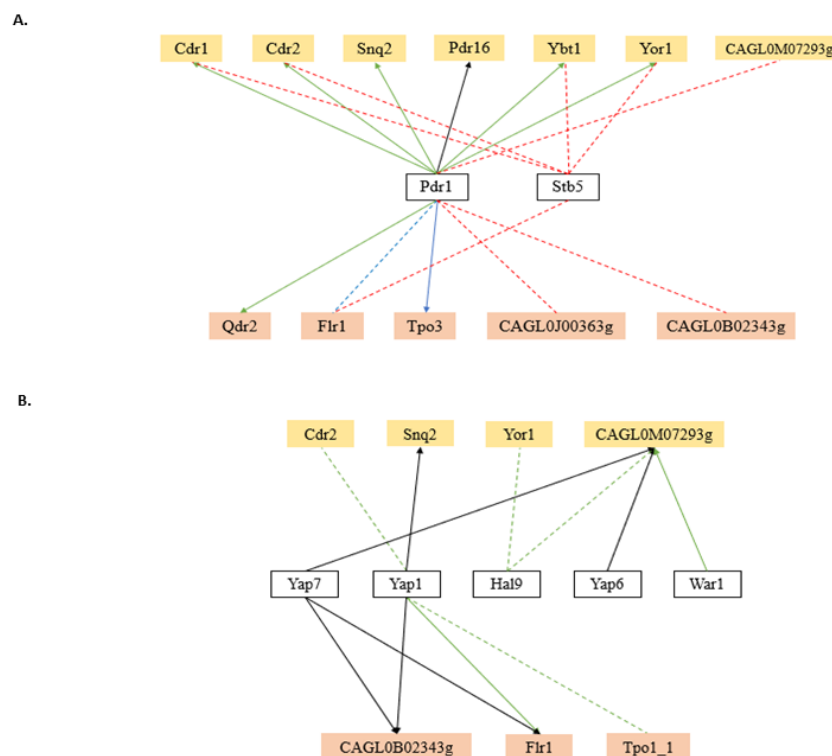 A.
Cdr1 Cdr2 Snq2 Pdr16 Ybt1 Yor1 CAGL0M07293g
Pdr1 Stb5
Qdr2 Flr1 Tpo3 CAGL0J00363g CAGL0B02343g
B.
Cdr2 Snq2 Yor1 CAGL0M07293g
Yap7 Yap1 Hal9 Yap6 War1
CAGL0B02343g Flr1 Tpo1_1